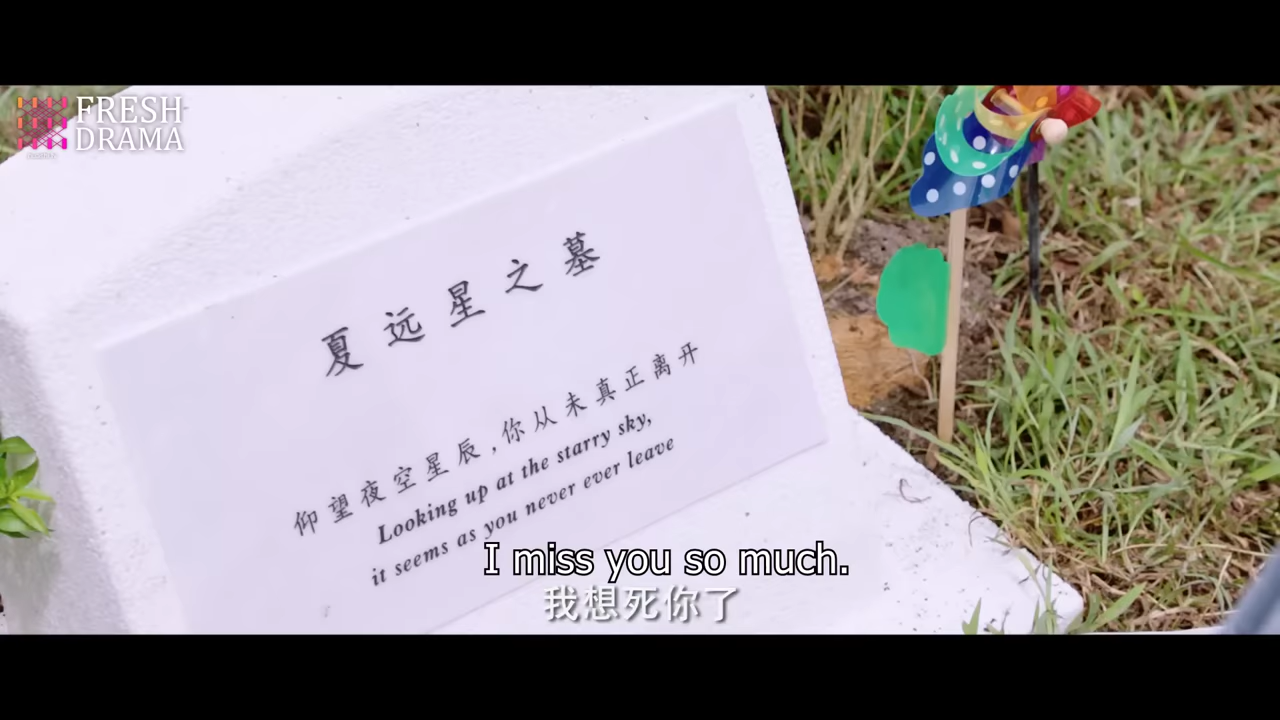 FRESH
DRAMA
夏远星之墓
仰望夜空星辰,你从未真正离开
Looking up at the starry sky,
it seems as you never ever leave
I miss you so much.
我想死你了